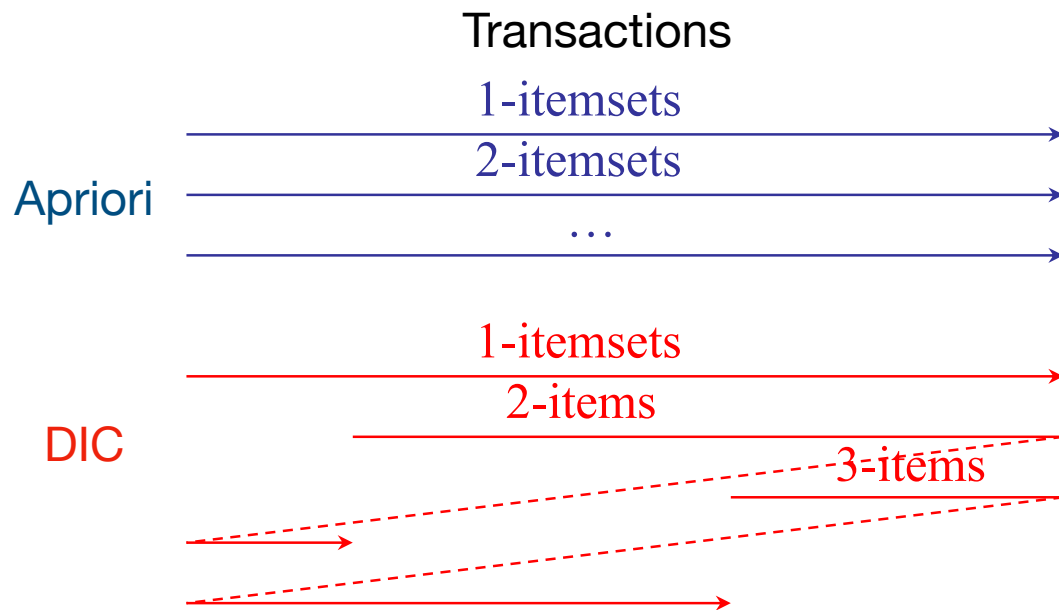 Transactions
1-itemsets
2-itemsets
Apriori
…
1-itemsets
2-items
DIC
3-items